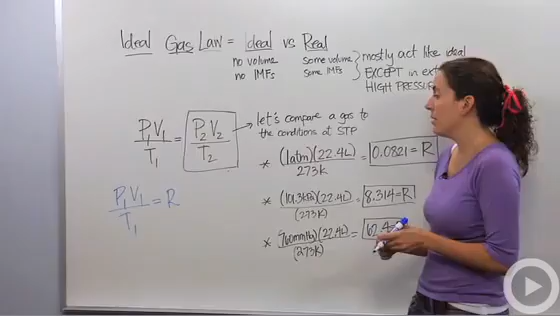 Ideal Gas Law = Ideal vs Real
no volume some volume
no IMFs some IMFs
mostly act like ideal
EXCEPT in
HIGH PRESSURE
P₁V₁/T₁ = P₂V₂/T₂
let's compare a gas to
the conditions at STP
* (1atm)(22.4L)/273K = 0.0821 = R
* (101.3kPa)(22.4L)/(273K) = 8.314 = R
* (760mmHg)(22.4L)/(273K) = 62.4
P₁V₁/T₁ = R